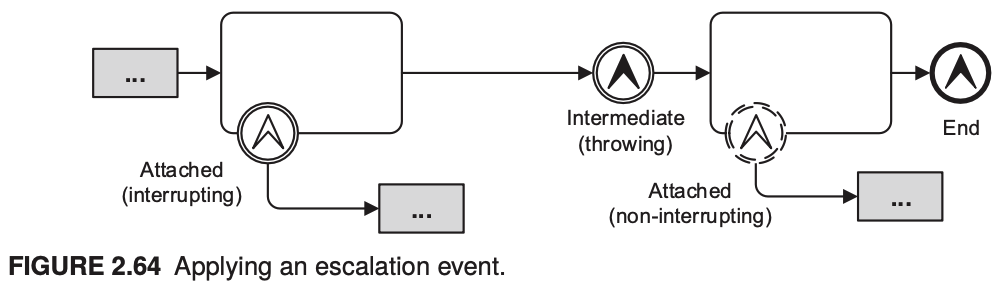 ...
Intermediate
(throwing)
End
Attached
(interrupting)
...
Attached
(non-interrupting)
...
FIGURE 2.64 Applying an escalation event.